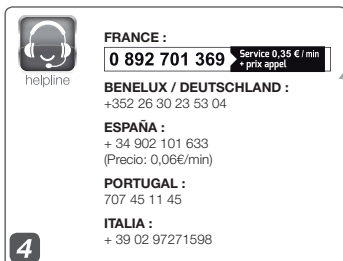 helpline
FRANCE :
0 892 701 369 Service 0,35 € / min
+ prix appel
BENELUX / DEUTSCHLAND :
+352 26 30 23 53 04
ESPAÑA :
+ 34 902 101 633
(Precio: 0,06€/min)
PORTUGAL :
707 45 11 45
ITALIA :
+ 39 02 97271598
4